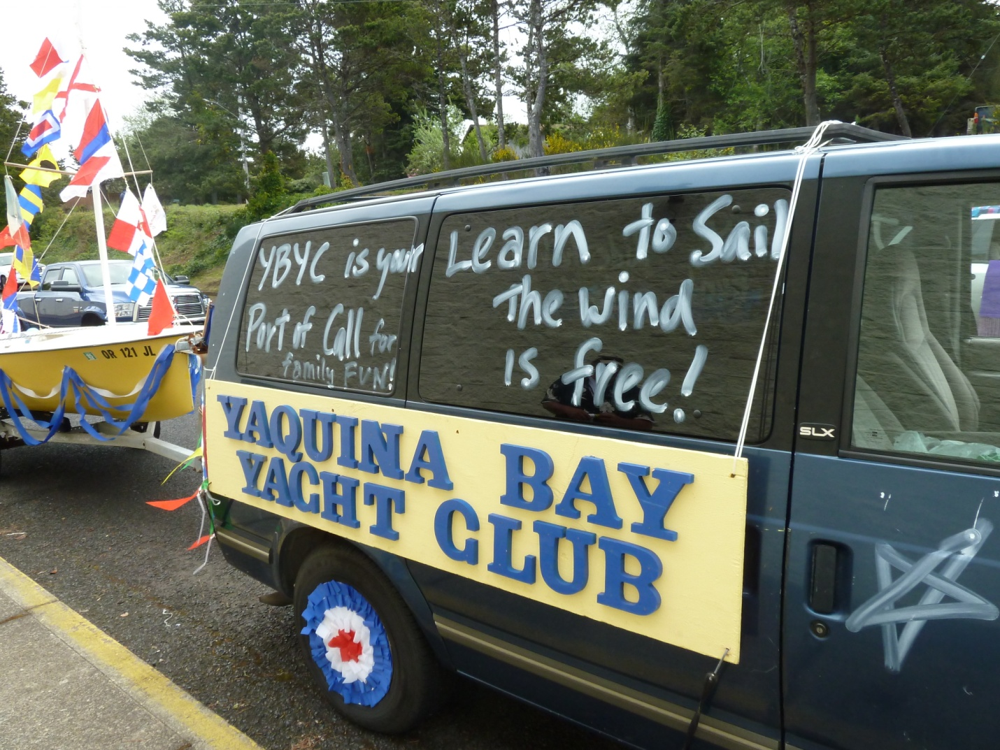 YBYC is your
Port of Call for
family FUN!
Learn to Sail
The wind
is free!
YAQUINA BAY
YACHT CLUB
SLX
OR 121 JL